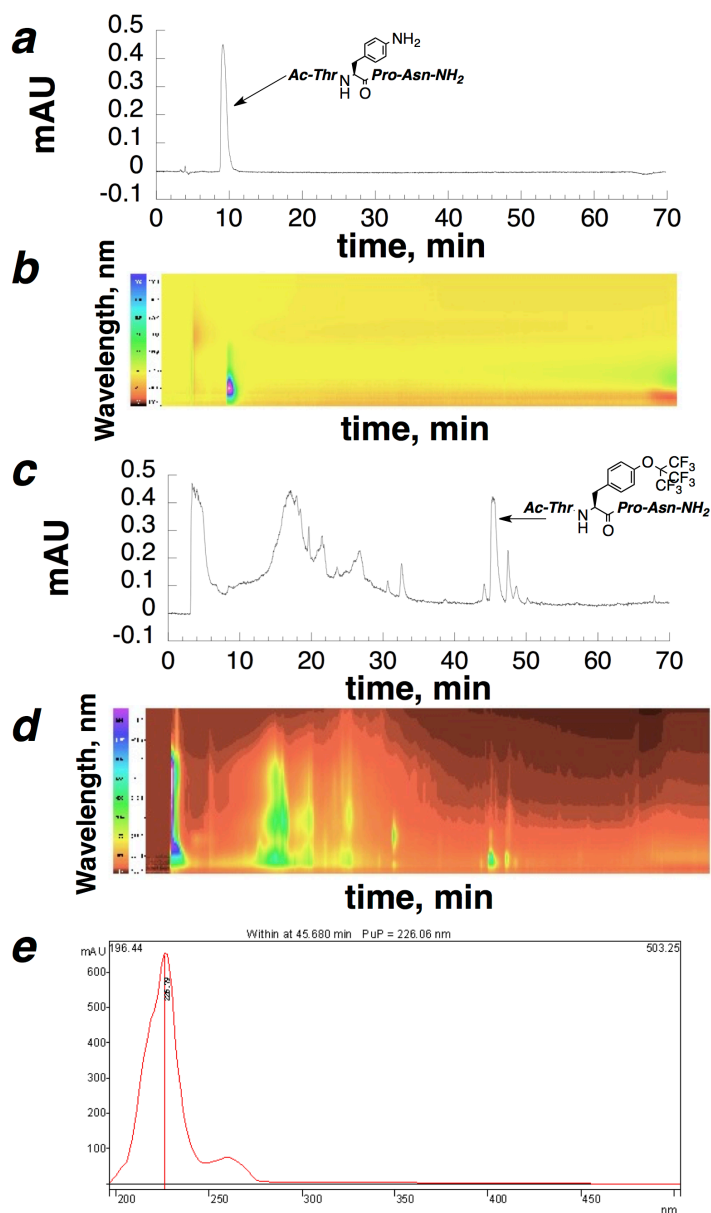 a
mAU
0.5
0.4
0.3
0.2
0.1
0
-0.1
NH2
Ac-Thr N H O Pro-Asn-NH2
0 10 20 30 40 50 60 70
time, min
b
Wavelength, nm
time, min
c
mAU
0.5
0.4
0.3
0.2
0.1
0
-0.1
O CF3
CF3
CF3
Ac-Thr N H O Pro-Asn-NH2
0 10 20 30 40 50 60 70
time, min
d
Wavelength, nm
time, min
e
Within at 45.680 min PuP = 226.06 nm
mAU 196.44 503.25
600
500
400
300
200
100
200 250 300 350 400 450
nm